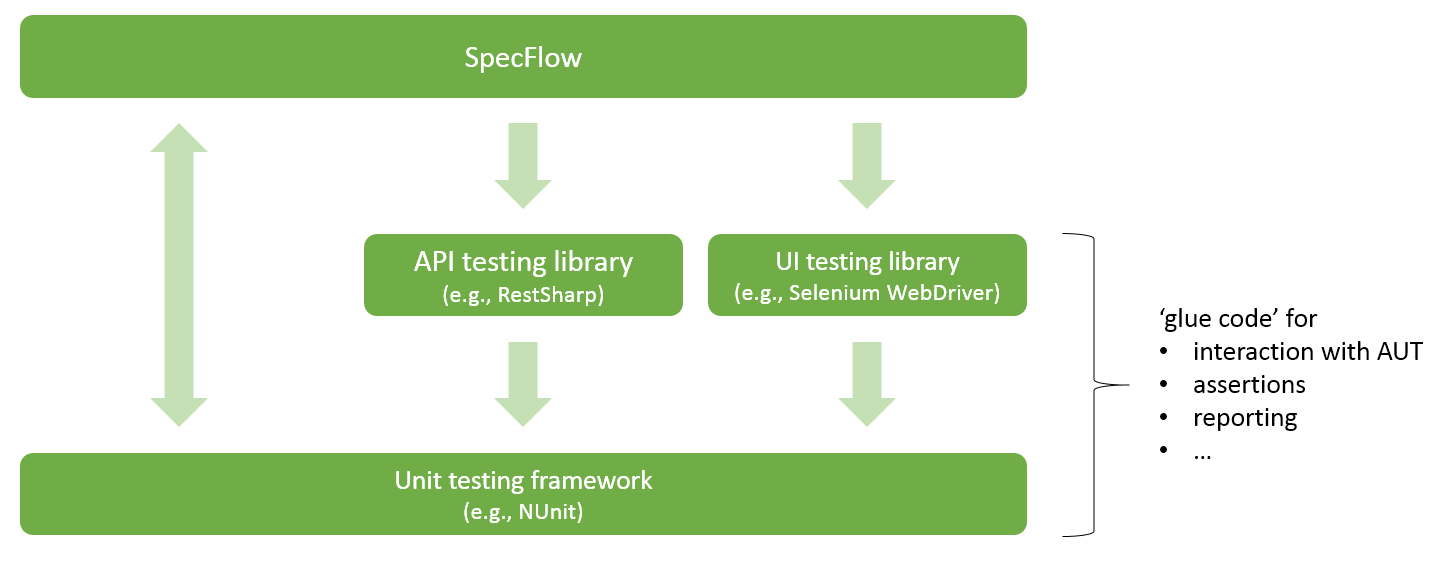 SpecFlow
API testing library
(e.g., RestSharp)
UI testing library
(e.g., Selenium WebDriver)
‘glue code’ for
• interaction with AUT
• assertions
• reporting
• ...
Unit testing framework
(e.g., NUnit)